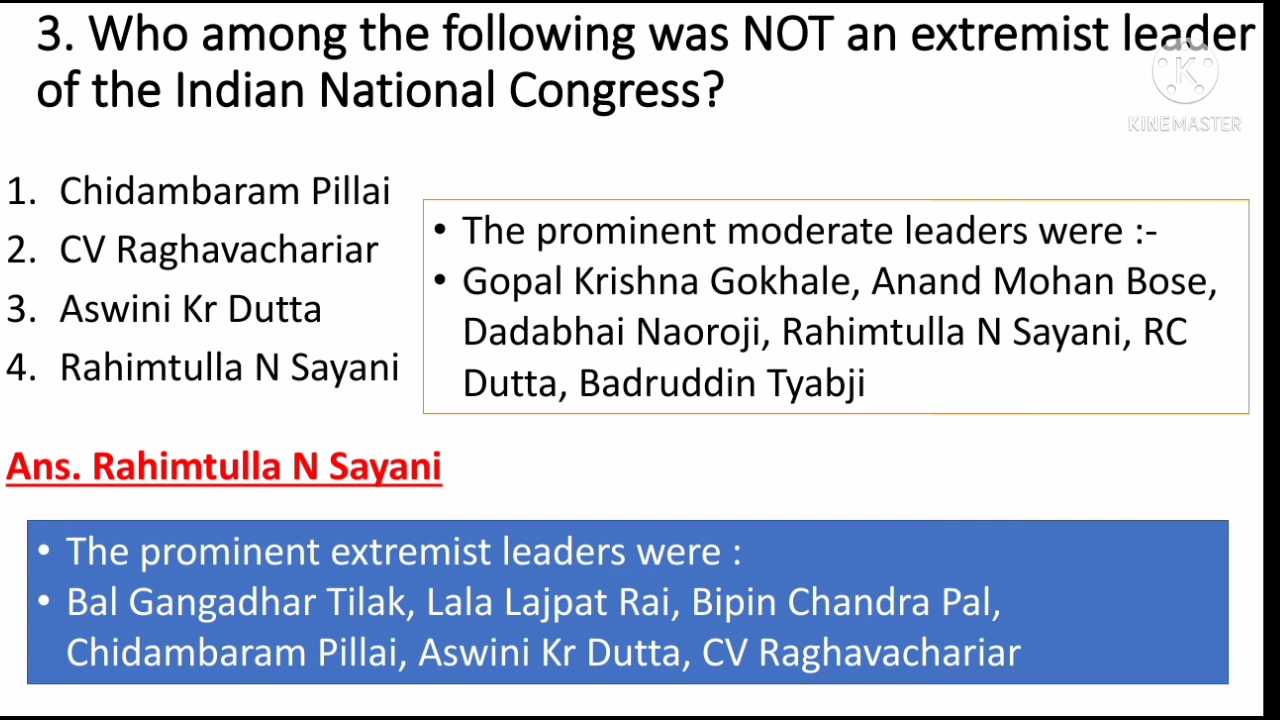 3. Who among the following was NOT an extremist leader
of the Indian National Congress?
KINEMASTER
1. Chidambaram Pillai
2. CV Raghavachariar
3. Aswini Kr Dutta
4. Rahimtulla N Sayani
• The prominent moderate leaders were :-
• Gopal Krishna Gokhale, Anand Mohan Bose,
Dadabhai Naoroji, Rahimtulla N Sayani, RC
Dutta, Badruddin Tyabji
Ans. Rahimtulla N Sayani
• The prominent extremist leaders were :
• Bal Gangadhar Tilak, Lala Lajpat Rai, Bipin Chandra Pal,
Chidambaram Pillai, Aswini Kr Dutta, CV Raghavachariar